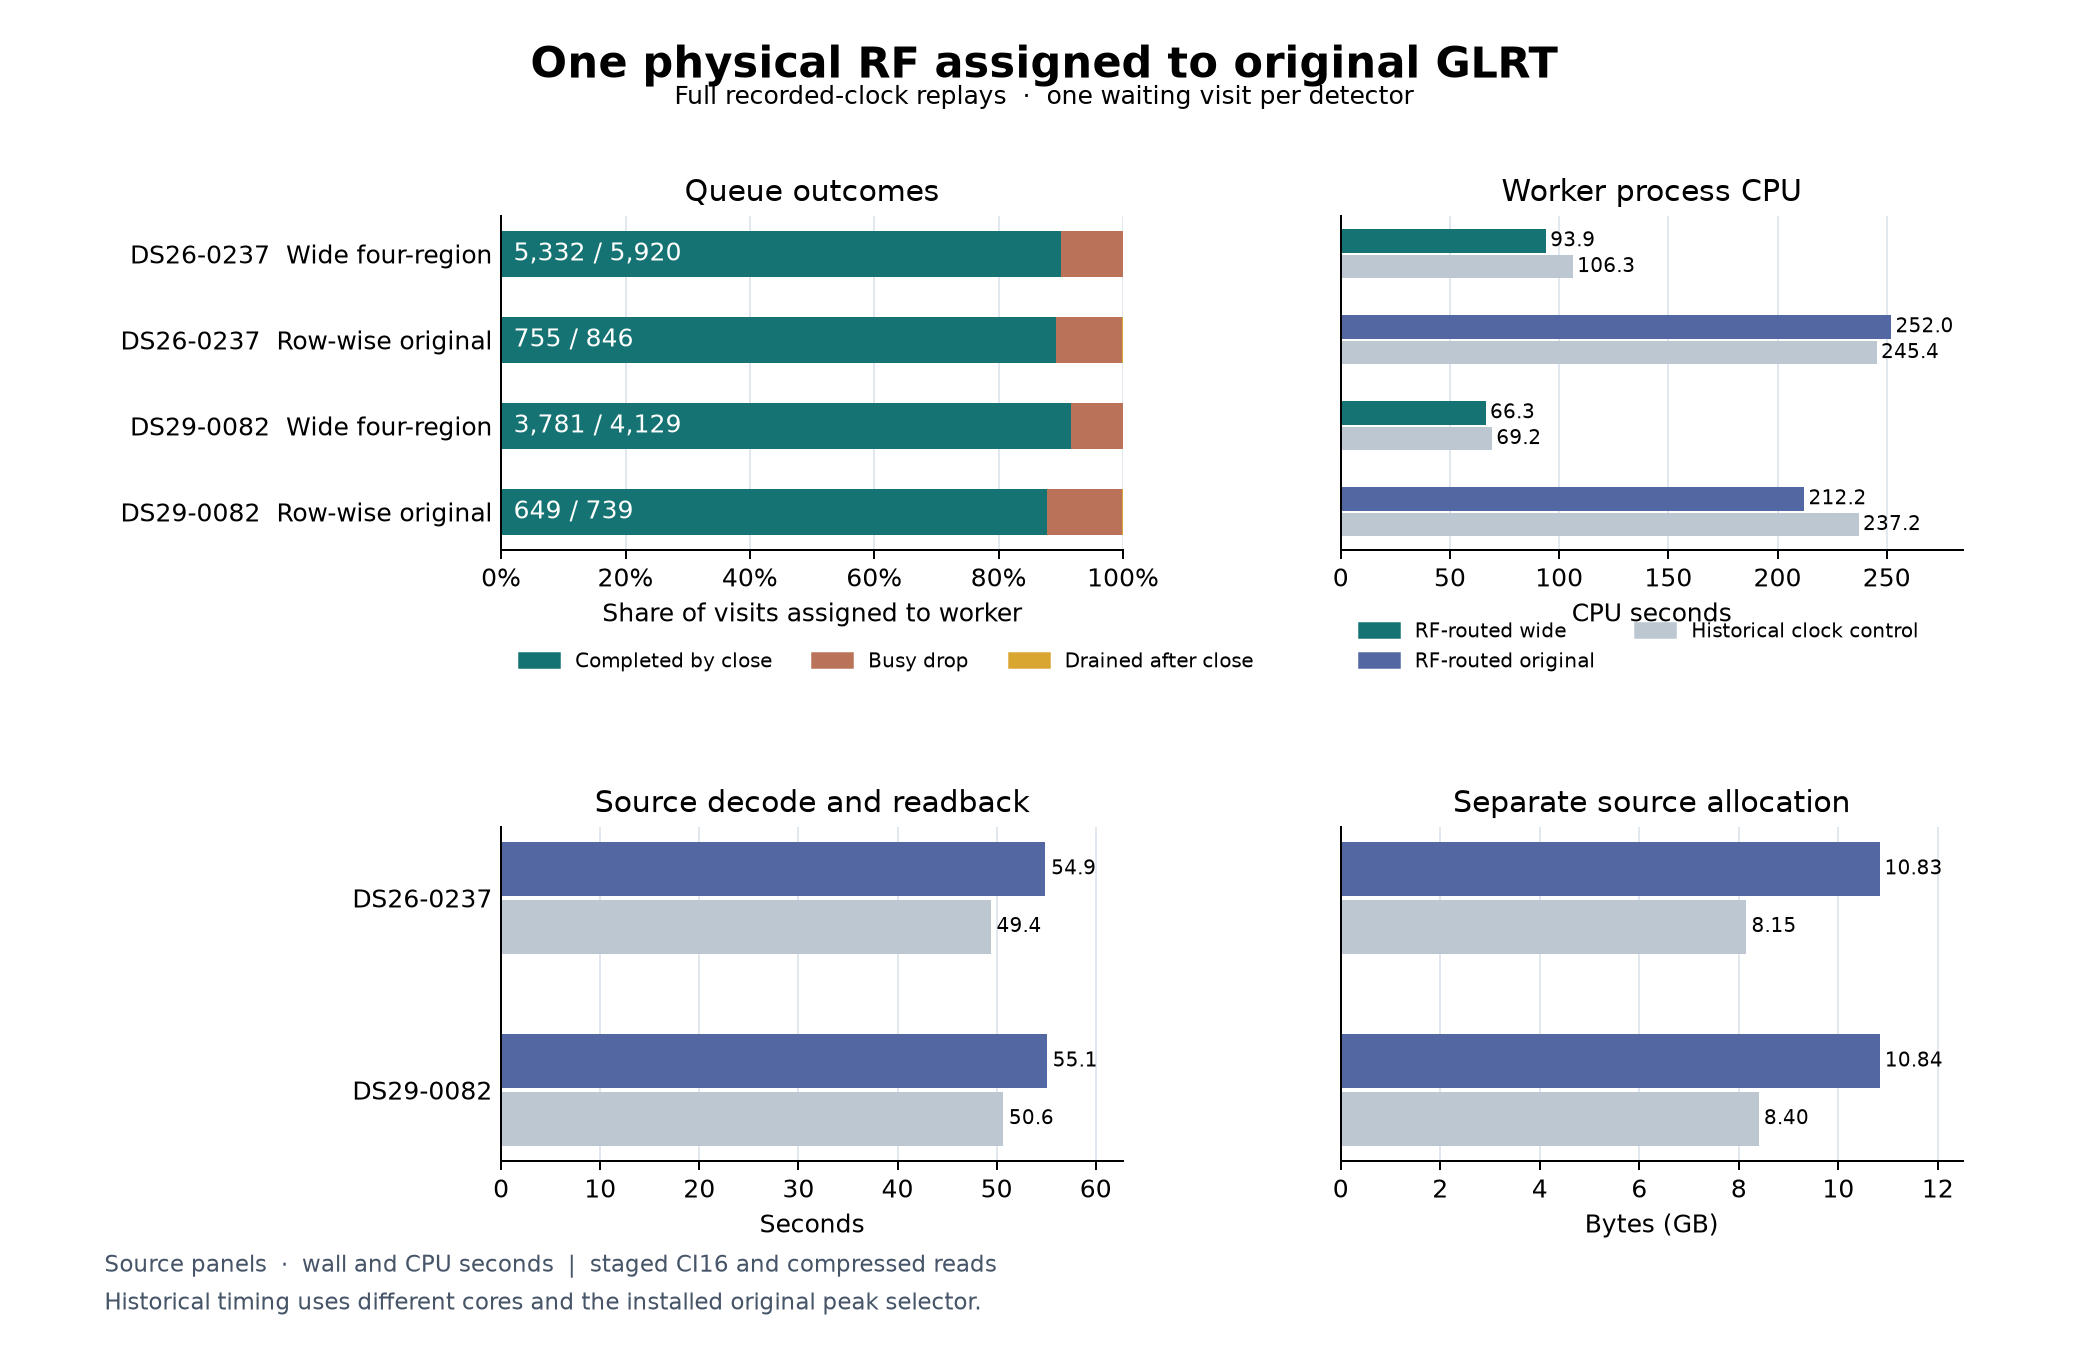 One physical RF assigned to original GLRT
Full recorded-clock replays · one waiting visit per detector
Queue outcomes
DS26-0237 Wide four-region
5,332 / 5,920
DS26-0237 Row-wise original
755 / 846
DS29-0082 Wide four-region
3,781 / 4,129
DS29-0082 Row-wise original
649 / 739
0% 20% 40% 60% 80% 100%
Share of visits assigned to worker
Completed by close Busy drop Drained after close
Worker process CPU
93.9
106.3
252.0
245.4
66.3
69.2
212.2
237.2
0 50 100 150 200 250
CPU seconds
RF-routed wide Historical clock control
RF-routed original
Source decode and readback
DS26-0237
54.9
49.4
DS29-0082
55.1
50.6
0 10 20 30 40 50 60
Seconds
Separate source allocation
10.83
8.15
10.84
8.40
0 2 4 6 8 10 12
Bytes (GB)
Source panels · wall and CPU seconds | staged CI16 and compressed reads
Historical timing uses different cores and the installed original peak selector.